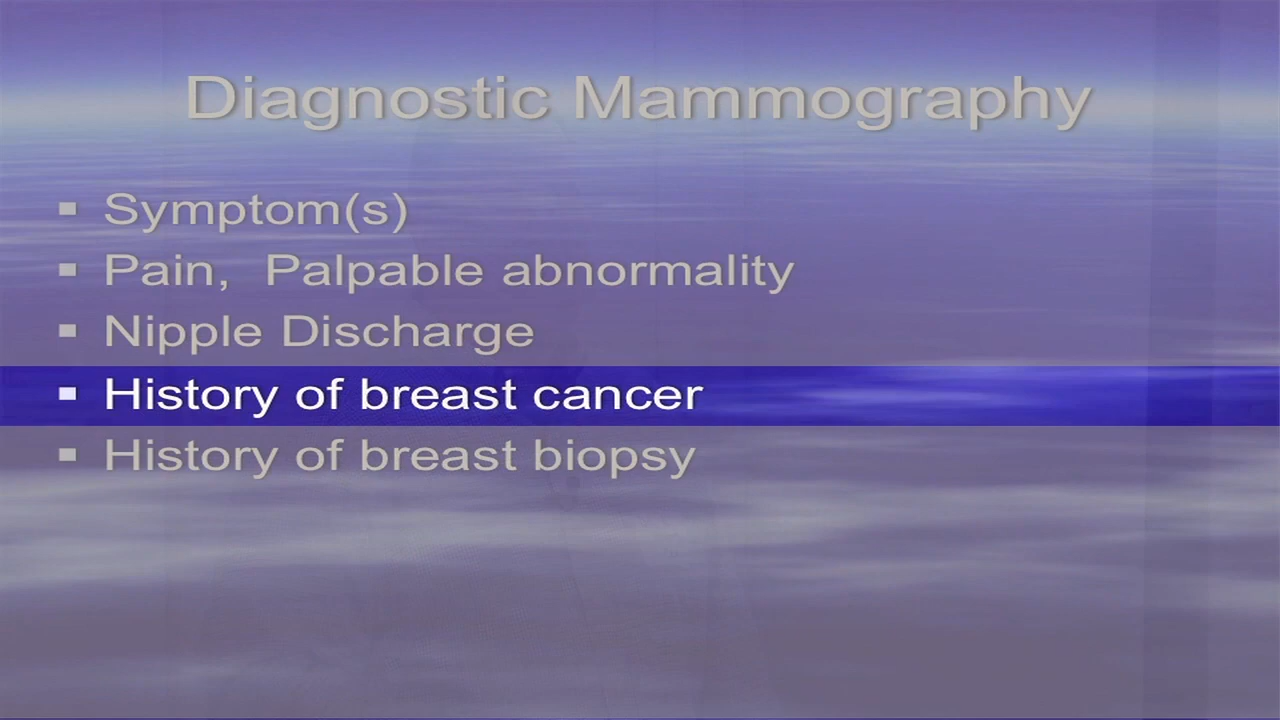 Diagnostic Mammography
▪ Symptom(s)
▪ Pain, Palpable abnormality
▪ Nipple Discharge
▪ History of breast cancer
▪ History of breast biopsy